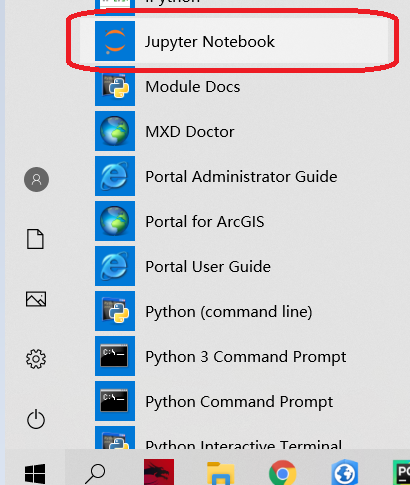 IPython
Jupyter Notebook
Module Docs
MXD Doctor
Portal Administrator Guide
Portal for ArcGIS
Portal User Guide
Python (command line)
Python 3 Command Prompt
Python Command Prompt
Python Interactive Terminal